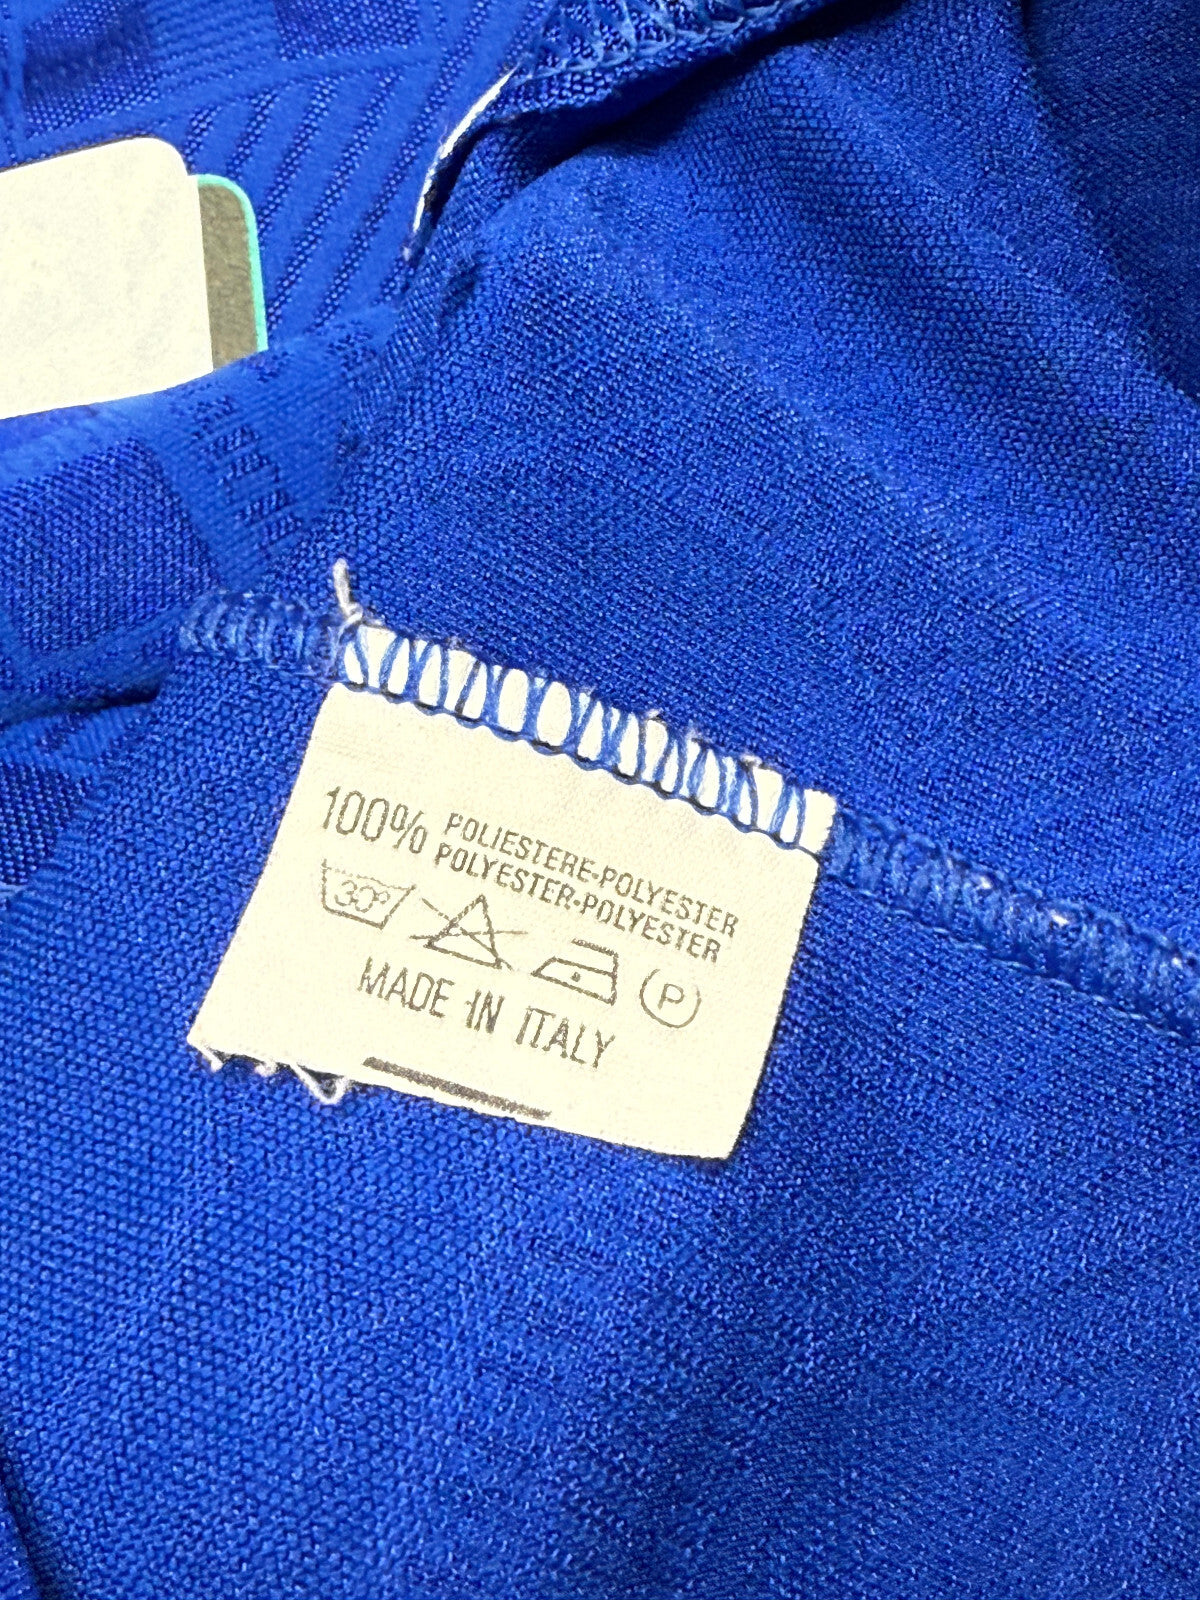 100% POLIESTERE-POLYESTER
POLYESTER-POLYESTER
30°
P
MADE IN ITALY